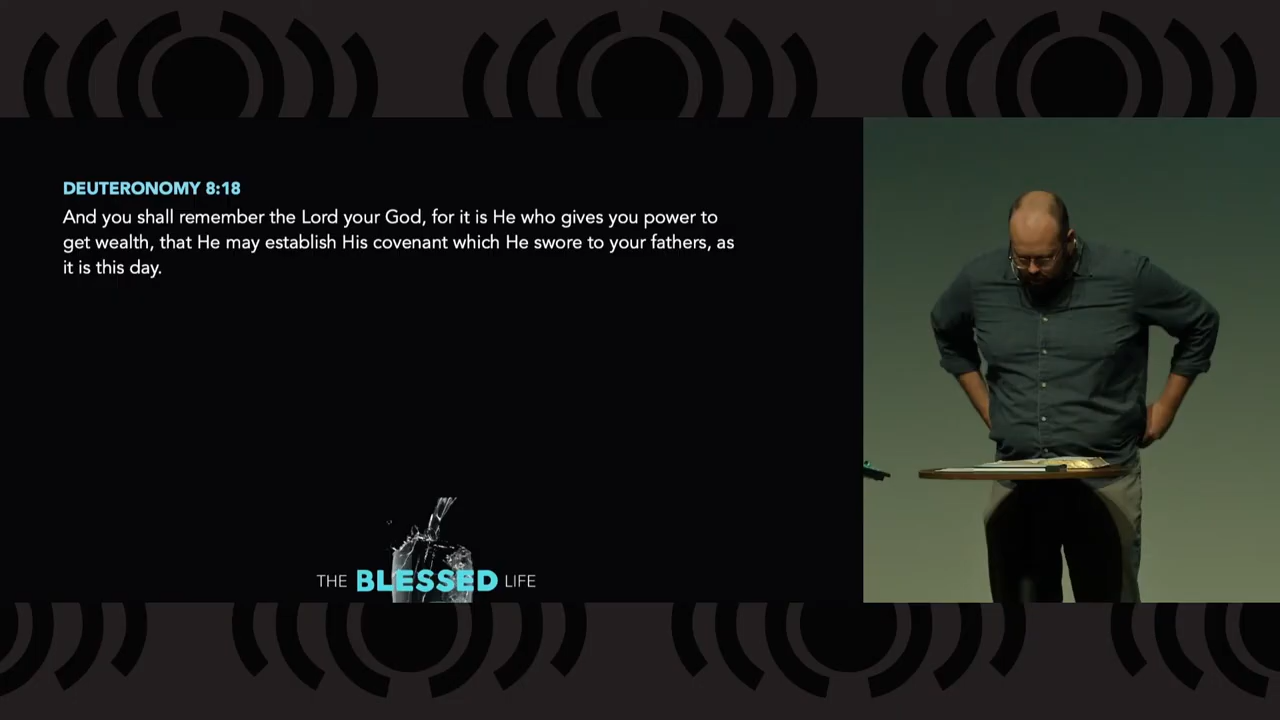 DEUTERONOMY 8:18
And you shall remember the Lord your God, for it is He who gives you power to
get wealth, that He may establish His covenant which He swore to your fathers, as
it is this day.
THE BLESSED LIFE